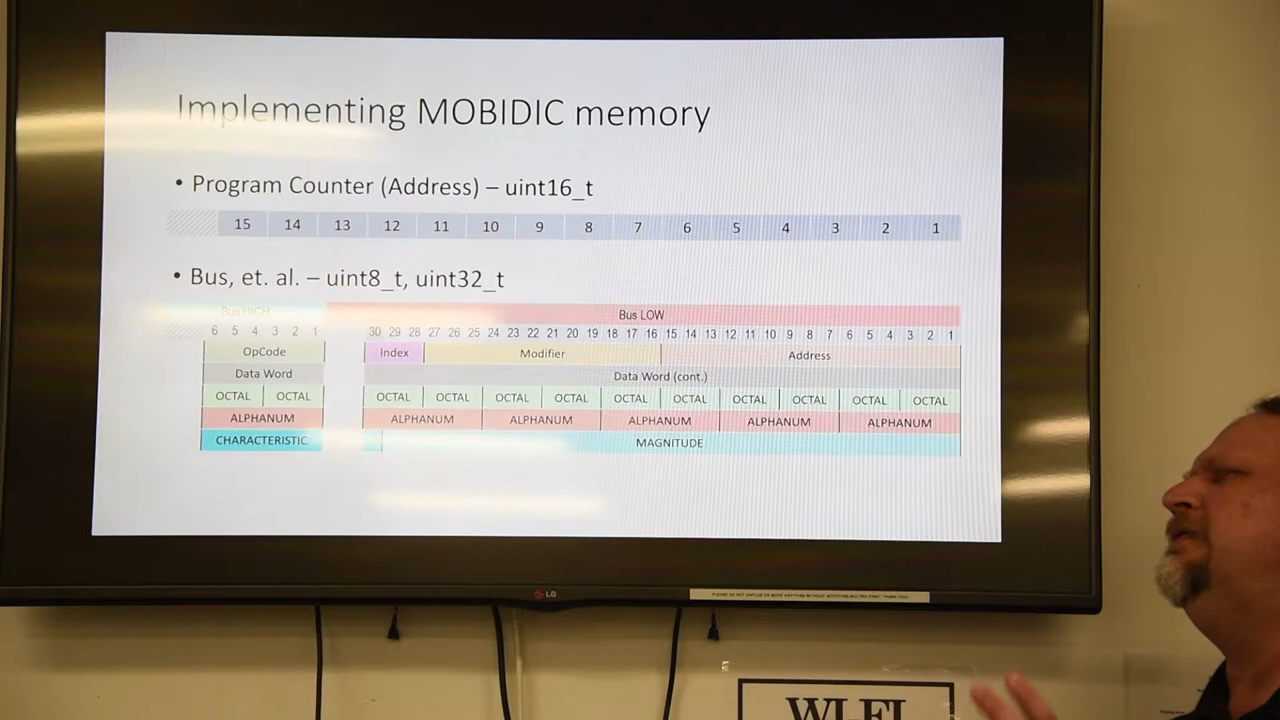 Implementing MOBIDIC memory
• Program Counter (Address) – uint16_t
15 14 13 12 11 10 9 8 7 6 5 4 3 2 1
• Bus, et. al. – uint8_t, uint32_t
Bus HIGH Bus LOW
6 5 4 3 2 1 30 29 28 27 26 25 24 23 22 21 20 19 18 17 16 15 14 13 12 11 10 9 8 7 6 5 4 3 2 1
OpCode Index Modifier Address
Data Word Data Word (cont.)
OCTAL OCTAL OCTAL OCTAL OCTAL OCTAL OCTAL OCTAL OCTAL OCTAL OCTAL OCTAL
ALPHANUM ALPHANUM ALPHANUM ALPHANUM ALPHANUM ALPHANUM
CHARACTERISTIC MAGNITUDE
LG
WI-FI